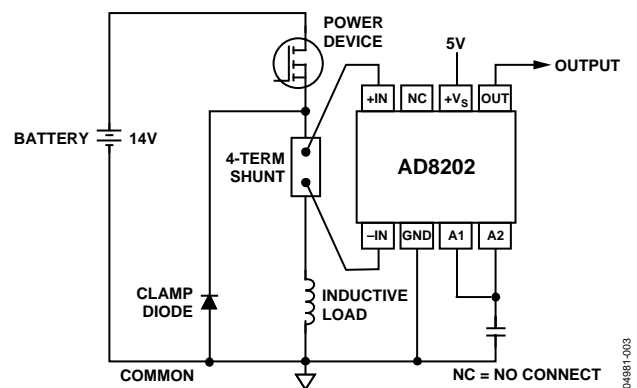 POWER
DEVICE
5V
OUTPUT
+IN
NC
+VS
OUT
BATTERY
14V
4-TERM
SHUNT
AD8202
–IN
GND
A1
A2
CLAMP
DIODE
INDUCTIVE
LOAD
COMMON
NC = NO CONNECT
04981-003